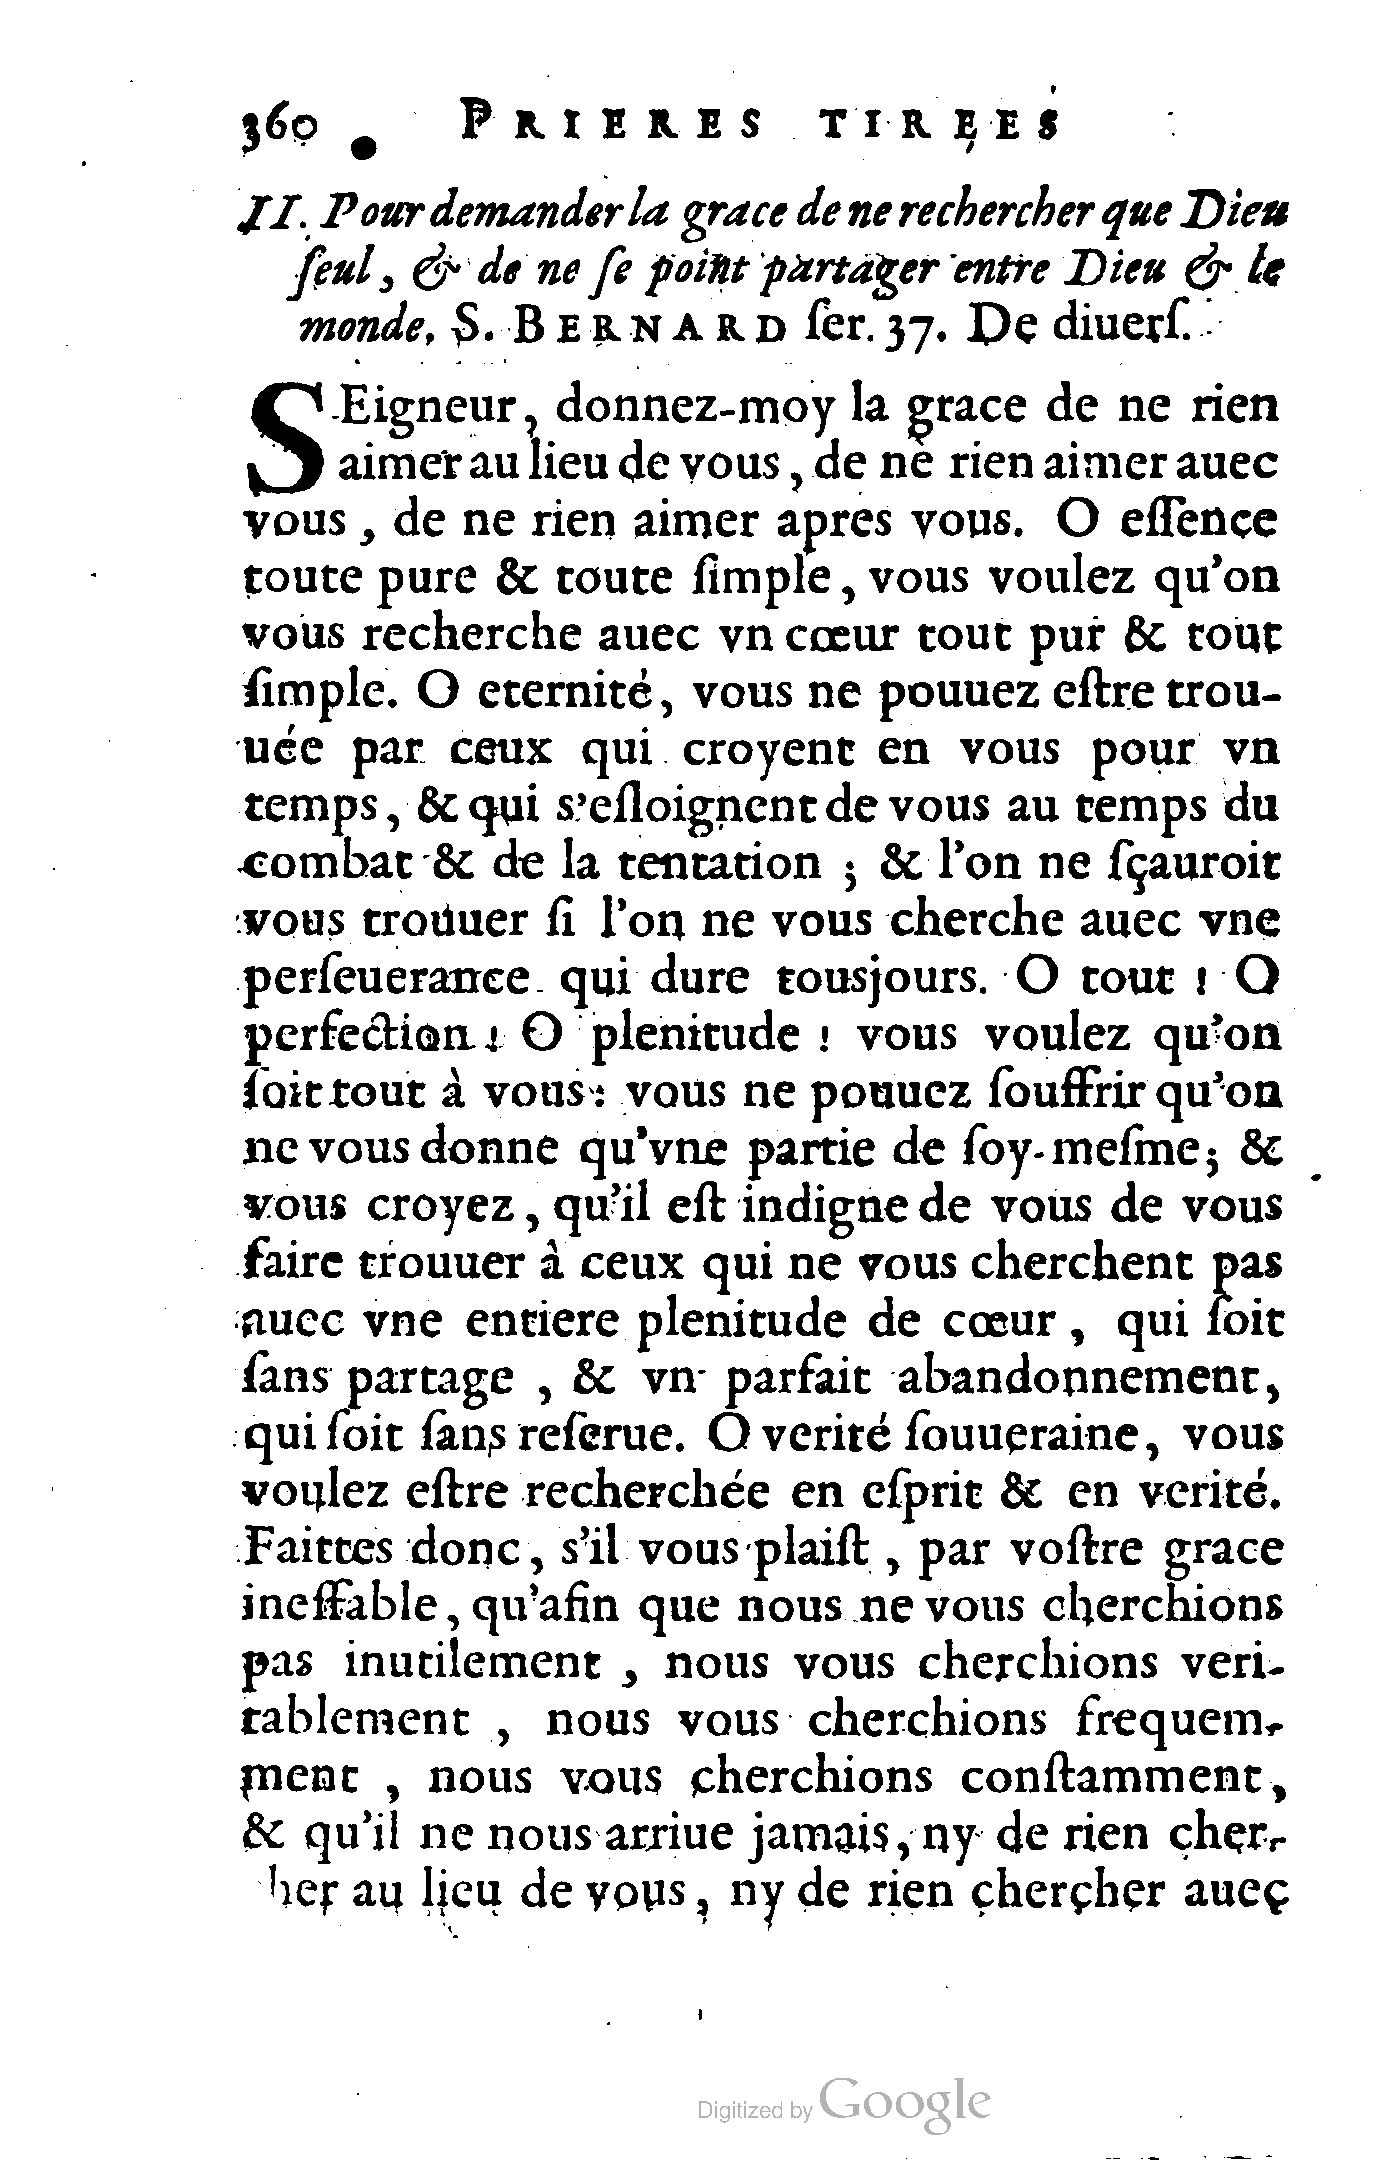 360 PRIERES TIRE'ES
II. Pour demander la grace de ne rechercher que Dieu
ſeul, & de ne ſe point partager entre Dieu & le
monde, S. BERNARD ſer. 37. De diuerſ.
SEigneur, donnez-moy la grace de ne rien
aimer au lieu de vous, de ne rien aimer auec
vous, de ne rien aimer apres vous. O eſſence
toute pure & toute ſimple, vous voulez qu'on
vous recherche auec vn cœur tout pur & tout
ſimple. O eternité, vous ne pouuez eſtre trou-
uée par ceux qui croyent en vous pour vn
temps, & qui s'eſloignent de vous au temps du
combat & de la tentation ; & l'on ne ſçauroit
vous trouuer ſi l'on ne vous cherche auec vne
perſeuerance qui dure tousjours. O tout ! O
perfection ! O plenitude ! vous voulez qu'on
ſoit tout à vous : vous ne pouuez ſouffrir qu'on
ne vous donne qu'vne partie de ſoy-meſme ; &
vous croyez, qu'il eſt indigne de vous de vous
faire trouuer à ceux qui ne vous cherchent pas
auec vne entiere plenitude de cœur, qui ſoit
ſans partage, & vn parfait abandonnement,
qui ſoit ſans reſerue. O verité ſouueraine, vous
voulez eſtre recherchée en eſprit & en verité.
Faittes donc, s'il vous plaiſt, par voſtre grace
ineffable, qu'afin que nous ne vous cherchions
pas inutilement, nous vous cherchions veri-
tablement, nous vous cherchions frequem-
ment, nous vous cherchions conſtamment,
& qu'il ne nous arriue jamais, ny de rien cher-
her au lieu de vous, ny de rien chercher auec
Digitized by Google